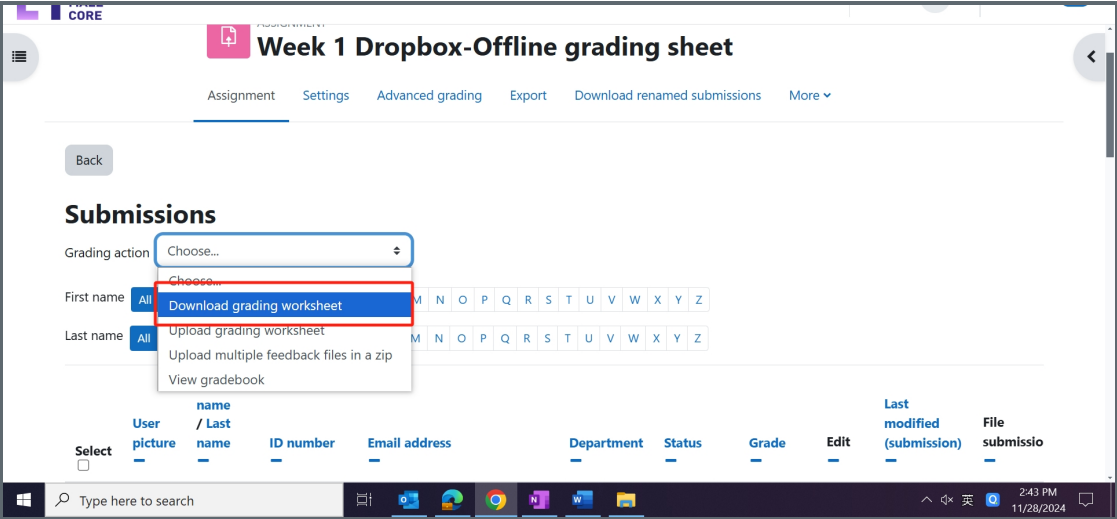 CORE
Week 1 Dropbox-Offline grading sheet
Assignment Settings Advanced grading Export Download renamed submissions More
Back
Submissions
Grading action Choose...
Choose...
First name All M N O P Q R S T U V W X Y Z
Download grading worksheet
Upload grading worksheet
Last name All M N O P Q R S T U V W X Y Z
Upload multiple feedback files in a zip
View gradebook
Select
User picture
name / Last name
ID number
Email address
Department
Status
Grade
Edit
Last modified (submission)
File submissio
Type here to search
英
2:43 PM
11/28/2024